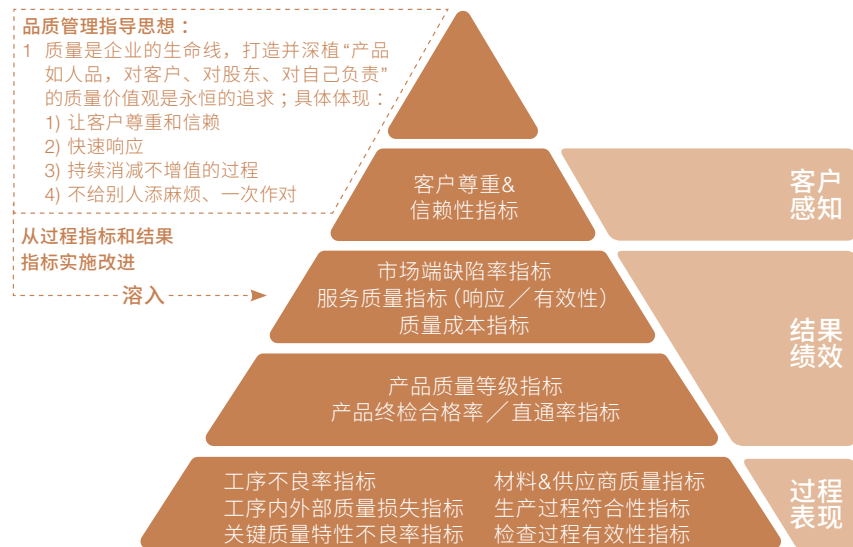 品质管理指导思想：
1 质量是企业的生命线，打造并深植“产品
如人品，对客户、对股东、对自己负责”
的质量价值观是永恒的追求；具体体现：
1) 让客户尊重和信赖
2) 快速响应
3) 持续消减不增值的过程
4) 不给别人添麻烦、一次作对
从过程指标和结果
指标实施改进
溶入
客户尊重&
信赖性指标
客户
感知
市场端缺陷率指标
服务质量指标（响应／有效性）
质量成本指标
产品质量等级指标
产品终检合格率／直通率指标
结果
绩效
工序不良率指标
工序内外部质量损失指标
关键质量特性不良率指标
材料&供应商质量指标
生产过程符合性指标
检查过程有效性指标
过程
表现